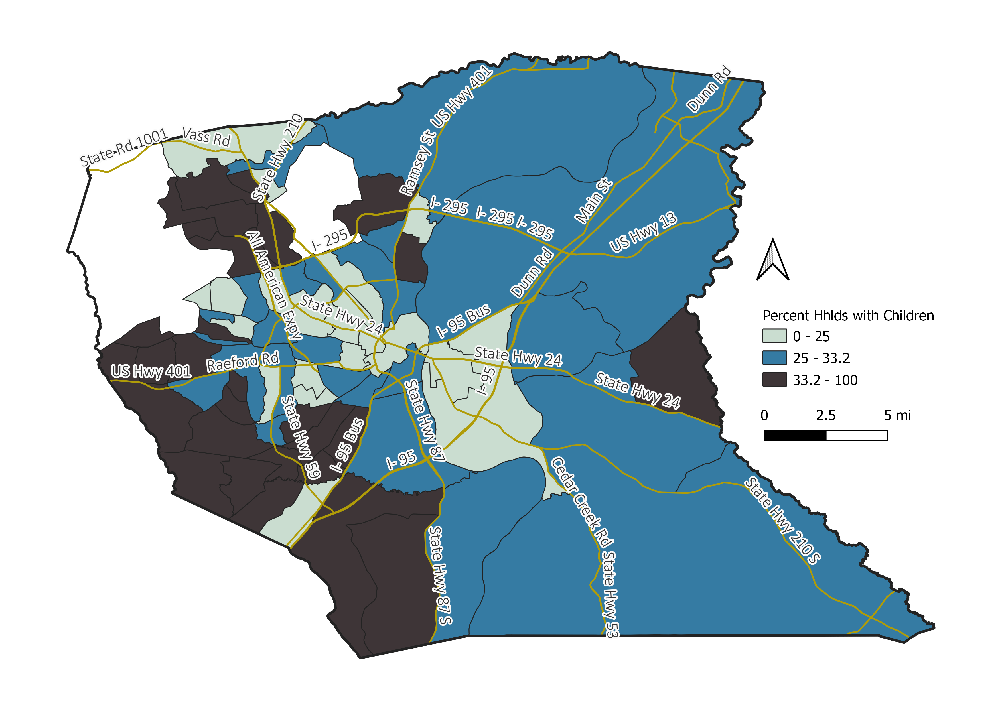 US Hwy 401
Dunn Rd
State Hwy 210
State Rd 1001
Vass Rd
Ramsey St
Main St
I- 295
I- 295
I- 295
US Hwy 13
I- 295
All American Expy
Dunn Rd
State Hwy 24
I- 95 Bus
Percent Hhlds with Children
0 - 25
25 - 33.2
33.2 - 100
State Hwy 24
Raeford Rd
US Hwy 401
I- 95
State Hwy 24
State Hwy 87
State Hwy 59
I- 95 Bus
0 2.5 5 mi
I- 95
Cedar Creek Rd
State Hwy 210 S
State Hwy 87 S
State Hwy 53